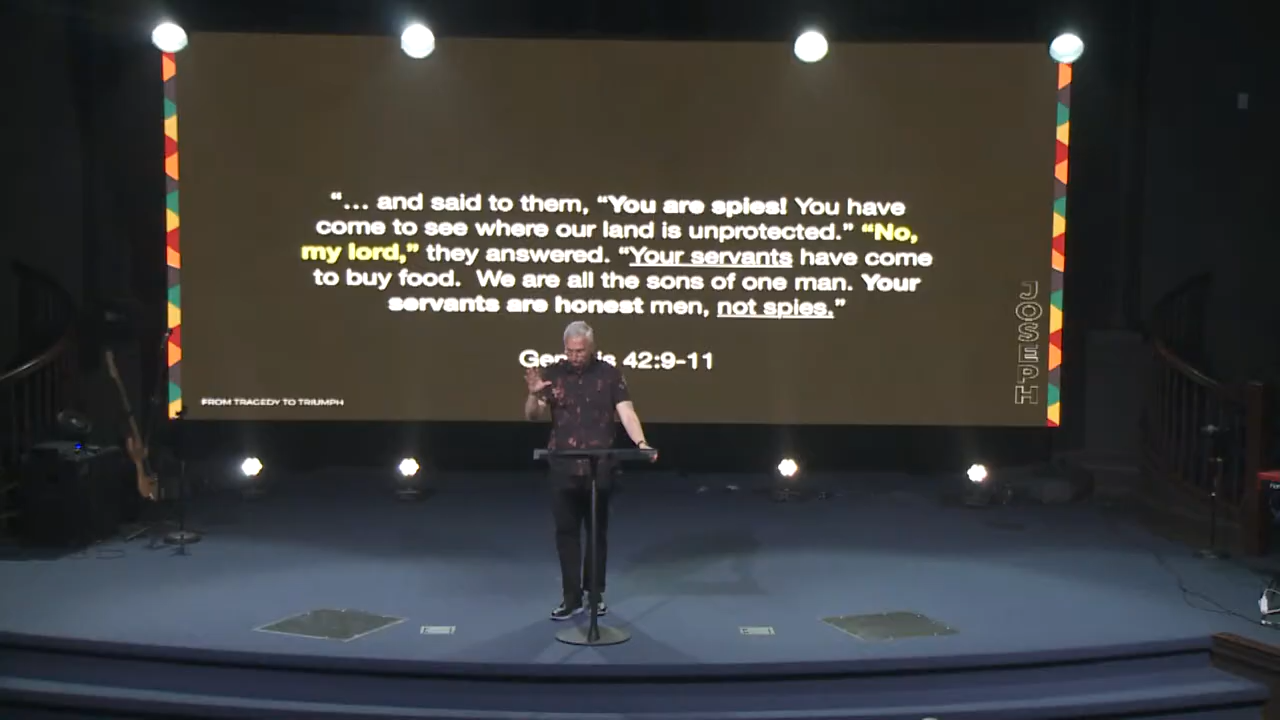 “... and said to them, “You are spies! You have
come to see where our land is unprotected.” “No,
my lord,” they answered. “Your servants have come
to buy food. We are all the sons of one man. Your
servants are honest men, not spies.”
42:9-11
FROM TRAGEDY TO TRIUMPH
JOSEPH